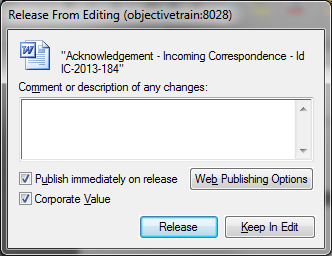 Release From Editing (objectivetrain:8028)
"Acknowledgement - Incoming Correspondence - Id
IC-2013-184"
Comment or description of any changes:
Publish immediately on release
Web Publishing Options
Corporate Value
Release
Keep In Edit